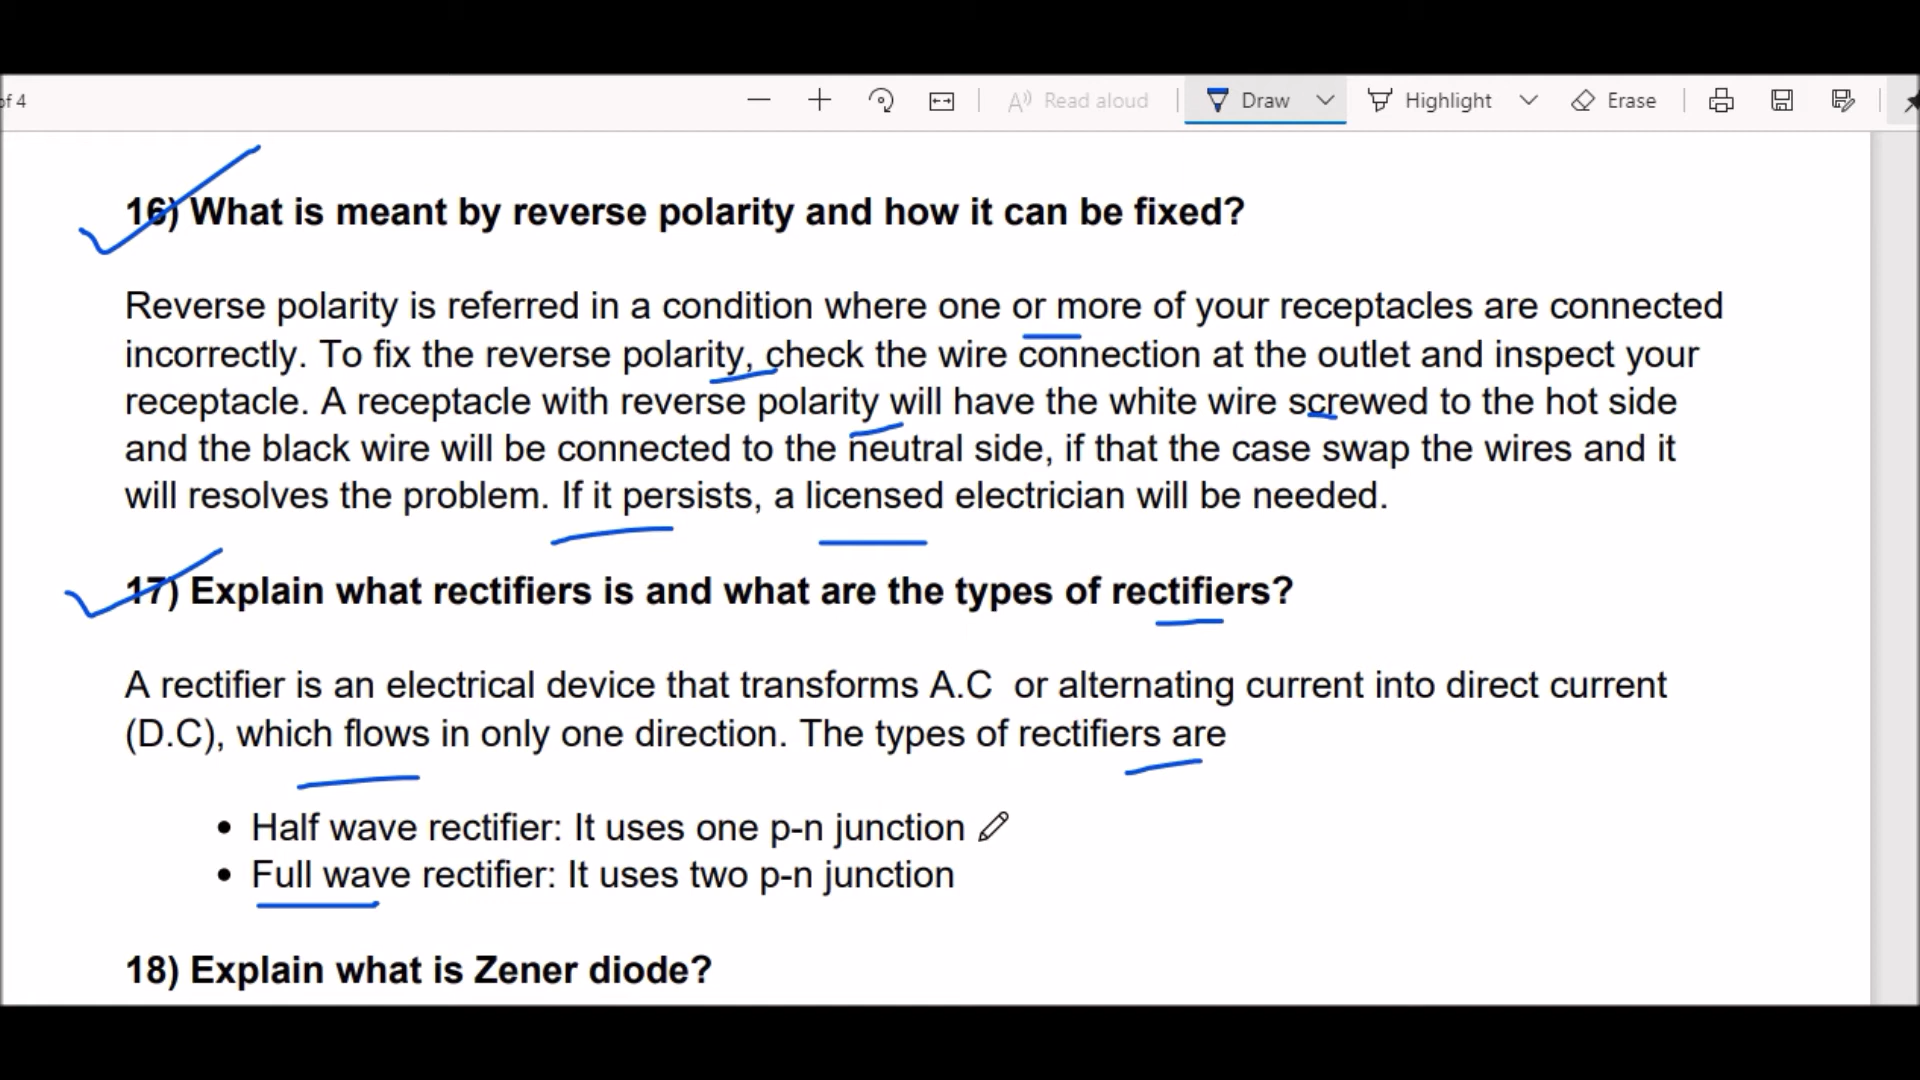 of 4
Read aloud
Draw
Highlight
Erase
16) What is meant by reverse polarity and how it can be fixed?
Reverse polarity is referred in a condition where one or more of your receptacles are connected
incorrectly. To fix the reverse polarity, check the wire connection at the outlet and inspect your
receptacle. A receptacle with reverse polarity will have the white wire screwed to the hot side
and the black wire will be connected to the neutral side, if that the case swap the wires and it
will resolves the problem. If it persists, a licensed electrician will be needed.
17) Explain what rectifiers is and what are the types of rectifiers?
A rectifier is an electrical device that transforms A.C or alternating current into direct current
(D.C), which flows in only one direction. The types of rectifiers are
• Half wave rectifier: It uses one p-n junction
• Full wave rectifier: It uses two p-n junction
18) Explain what is Zener diode?